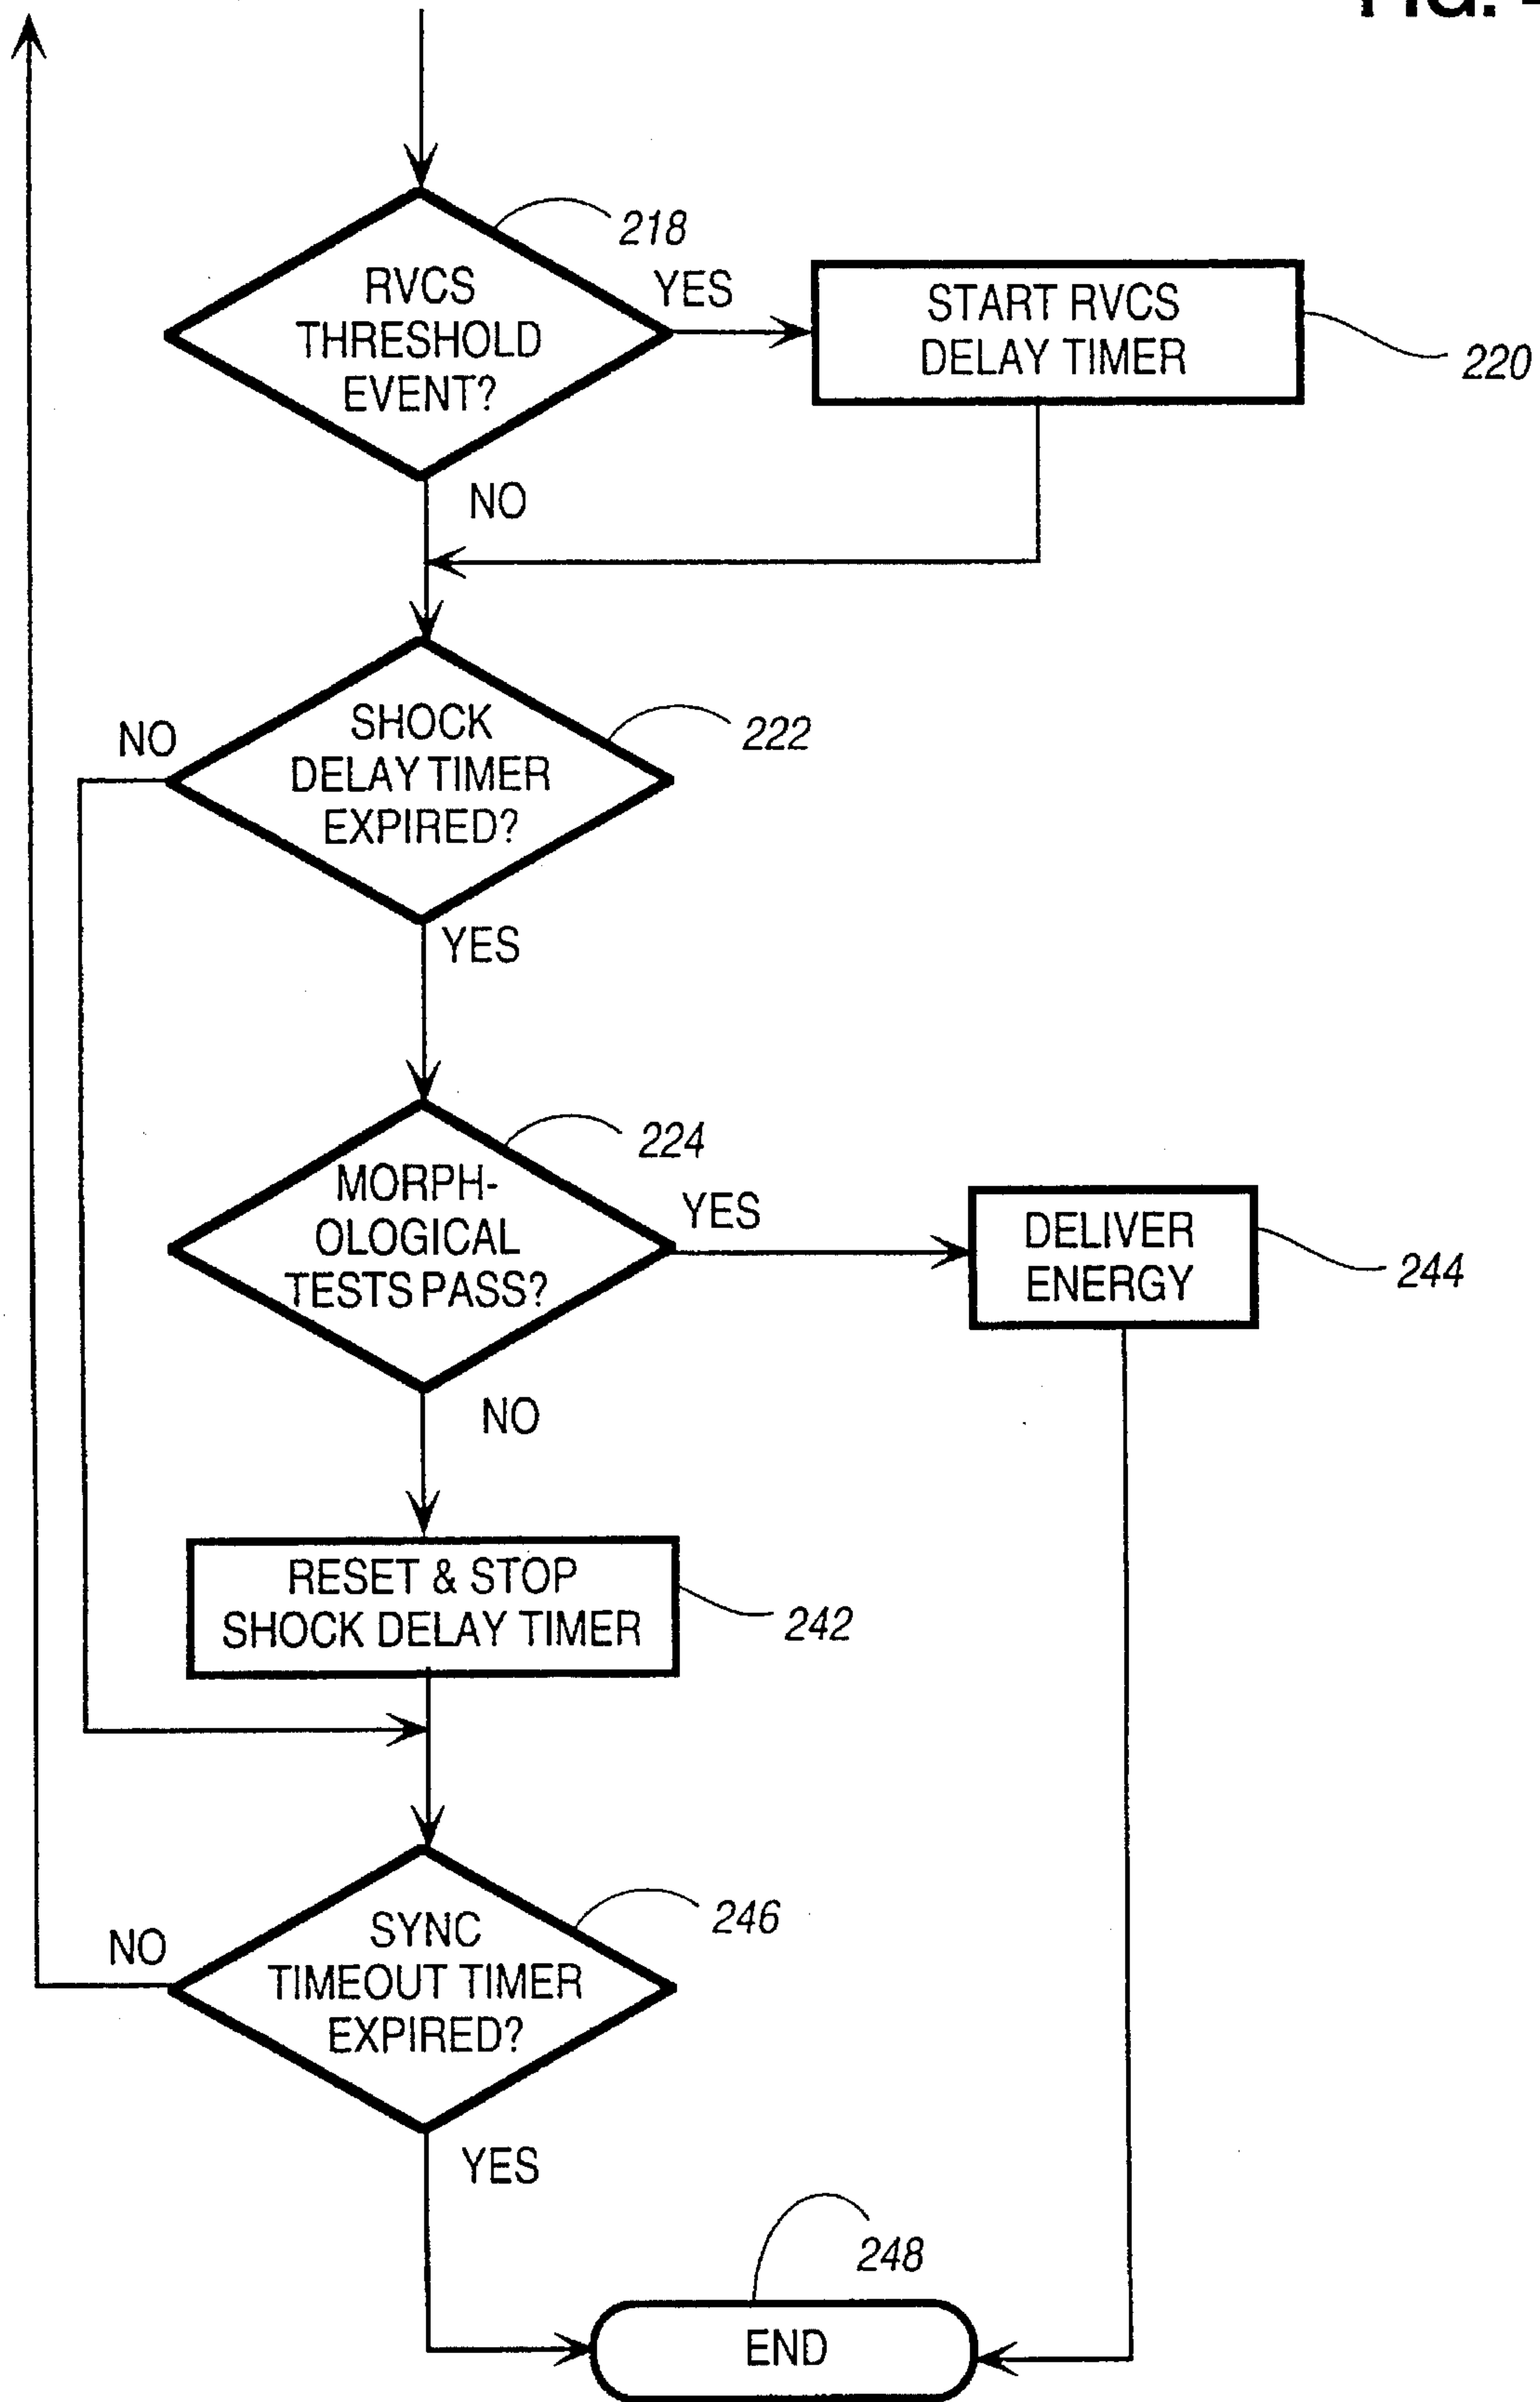 FIG.
218
RVCS
THRESHOLD
EVENT?
YES
START RVCS
DELAY TIMER
220
NO
222
NO
SHOCK
DELAY TIMER
EXPIRED?
YES
224
MORPH-
OLOGICAL
TESTS PASS?
YES
DELIVER
ENERGY
244
NO
RESET & STOP
SHOCK DELAY TIMER
242
246
NO
SYNC
TIMEOUT TIMER
EXPIRED?
YES
248
END